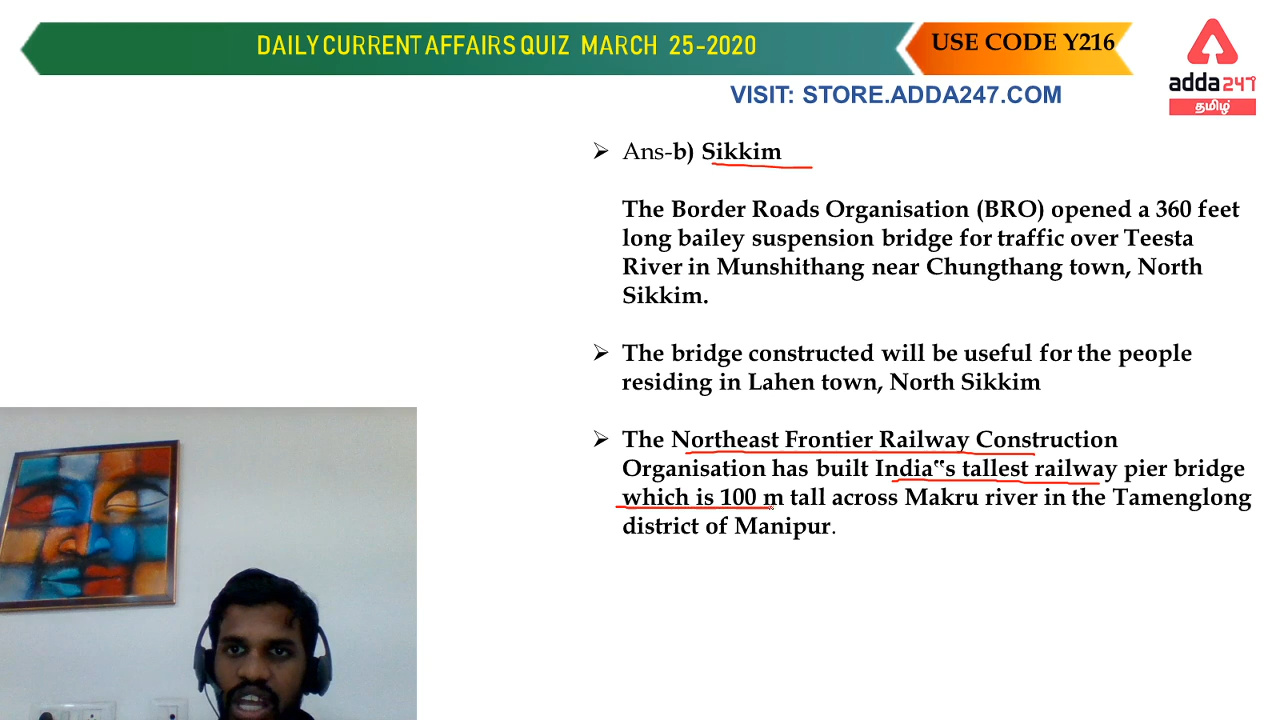 DAILY CURRENT AFFAIRS QUIZ MARCH 25-2020
USE CODE Y216
adda247
தமிழ்
VISIT: STORE.ADDA247.COM
➢ Ans-b) Sikkim
The Border Roads Organisation (BRO) opened a 360 feet
long bailey suspension bridge for traffic over Teesta
River in Munshithang near Chungthang town, North
Sikkim.
➢ The bridge constructed will be useful for the people
residing in Lahen town, North Sikkim
➢ The Northeast Frontier Railway Construction
Organisation has built India‟s tallest railway pier bridge
which is 100 m tall across Makru river in the Tamenglong
district of Manipur.